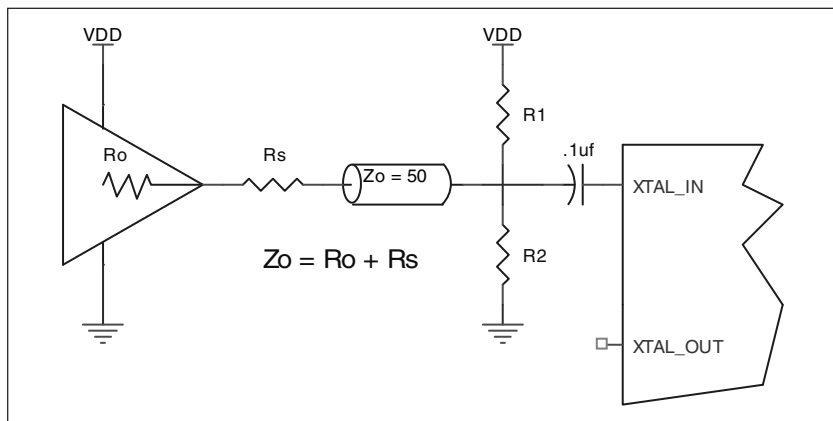 VDD
VDD
R1
Ro
Rs
.1uf
Zo = 50
XTAL_IN
Zo = Ro + Rs
R2
XTAL_OUT